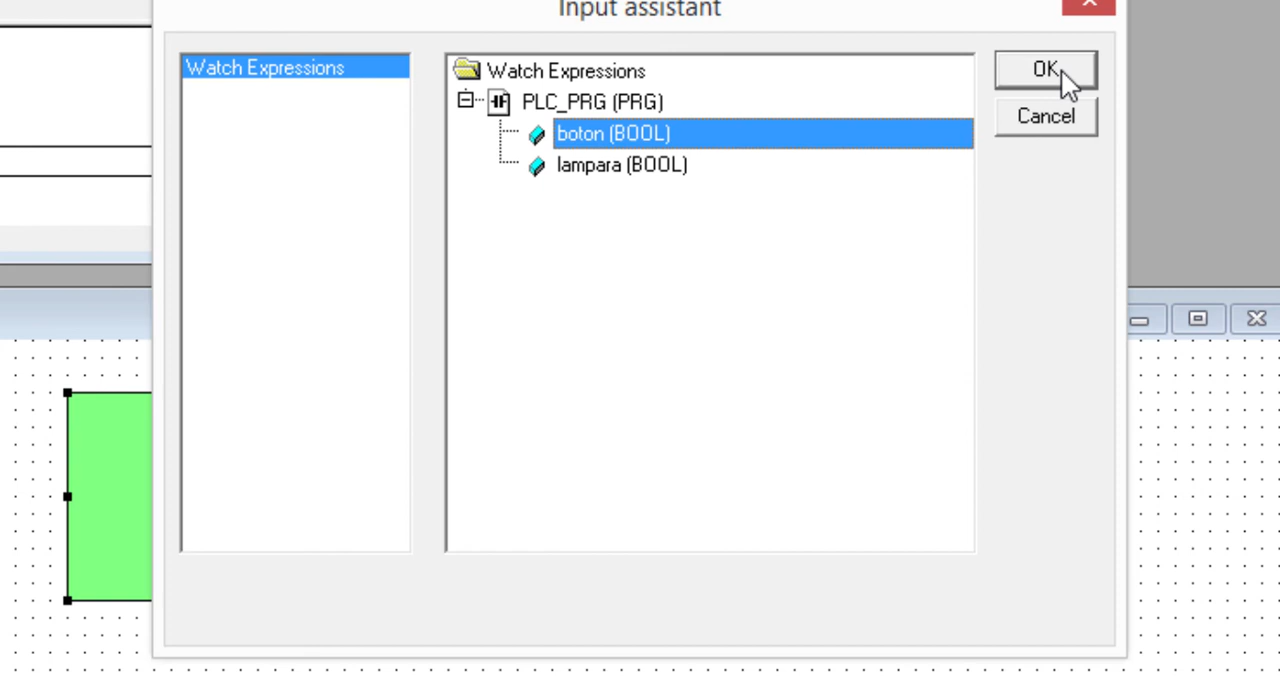 Input assistant
Watch Expressions
Watch Expressions
PLC_PRG (PRG)
boton (BOOL)
lampara (BOOL)
OK
Cancel